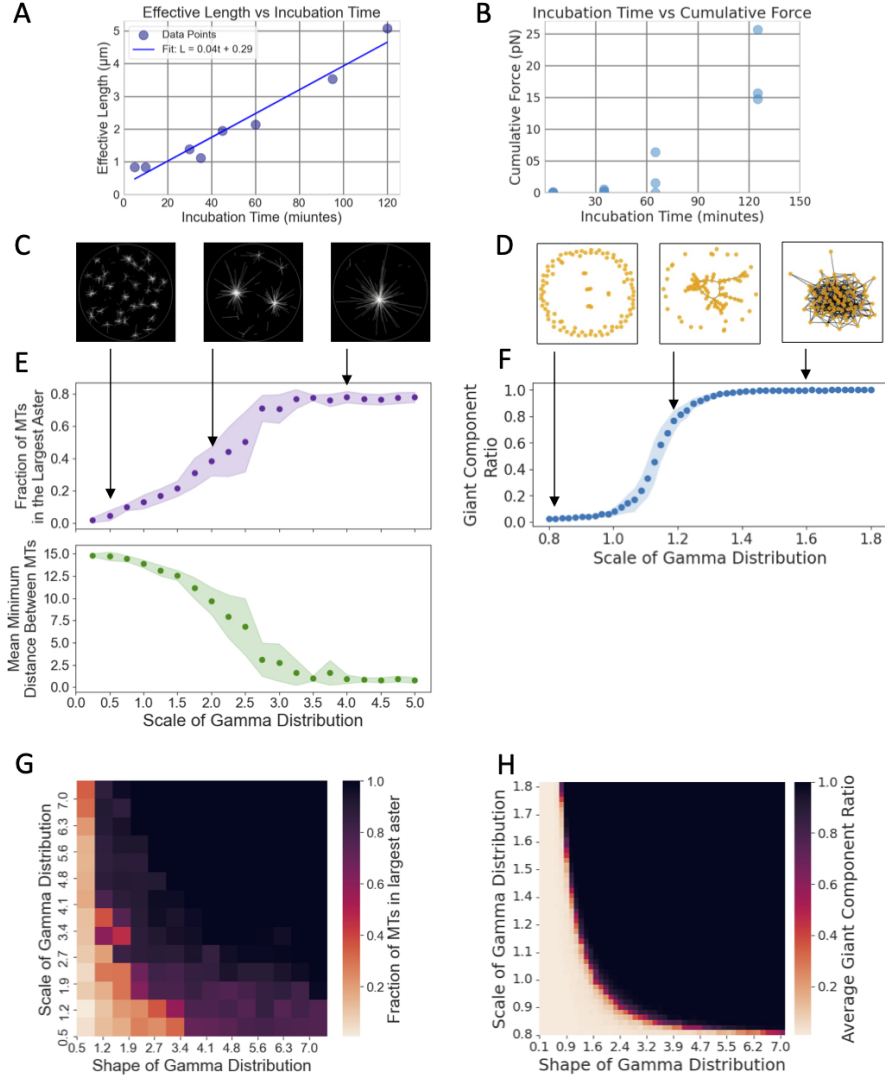 A
Effective Length vs Incubation Time
Effective Length (μm)
5
4
3
2
1
0
Data Points
Fit: L = 0.04t + 0.29
0 20 40 60 80 100 120
Incubation Time (miuntes)
B
Incubation Time vs Cumulative Force
Cumulative Force (pN)
25
20
15
10
05
0
30 60 90 120 150
Incubation Time (minutes)
C
D
E
Fraction of MTs
in the Largest Aster
0.8
0.6
0.4
0.2
0.0
Mean Minimum
Distance Between MTs
15.0
12.5
10.0
7.5
5.0
2.5
0.0
0.0 0.5 1.0 1.5 2.0 2.5 3.0 3.5 4.0 4.5 5.0
Scale of Gamma Distribution
F
Giant Component
Ratio
1.0
0.8
0.6
0.4
0.2
0.0
0.8 1.0 1.2 1.4 1.6 1.8
Scale of Gamma Distribution
G
Scale of Gamma Distribution
7.0
6.3
5.6
4.8
4.1
3.4
2.7
1.9
1.2
0.5
0.5 1.2 1.9 2.7 3.4 4.1 4.8 5.6 6.3 7.0
Shape of Gamma Distribution
1.0
0.8
0.6
0.4
0.2
Fraction of MTs in largest aster
H
Scale of Gamma Distribution
1.8
1.7
1.6
1.4
1.3
1.2
1.1
1.0
0.9
0.8
0.1 0.9 1.6 2.4 3.2 3.9 4.7 5.5 6.2 7.0
Shape of Gamma Distribution
1.0
0.8
0.6
0.4
0.2
Average Giant Component Ratio